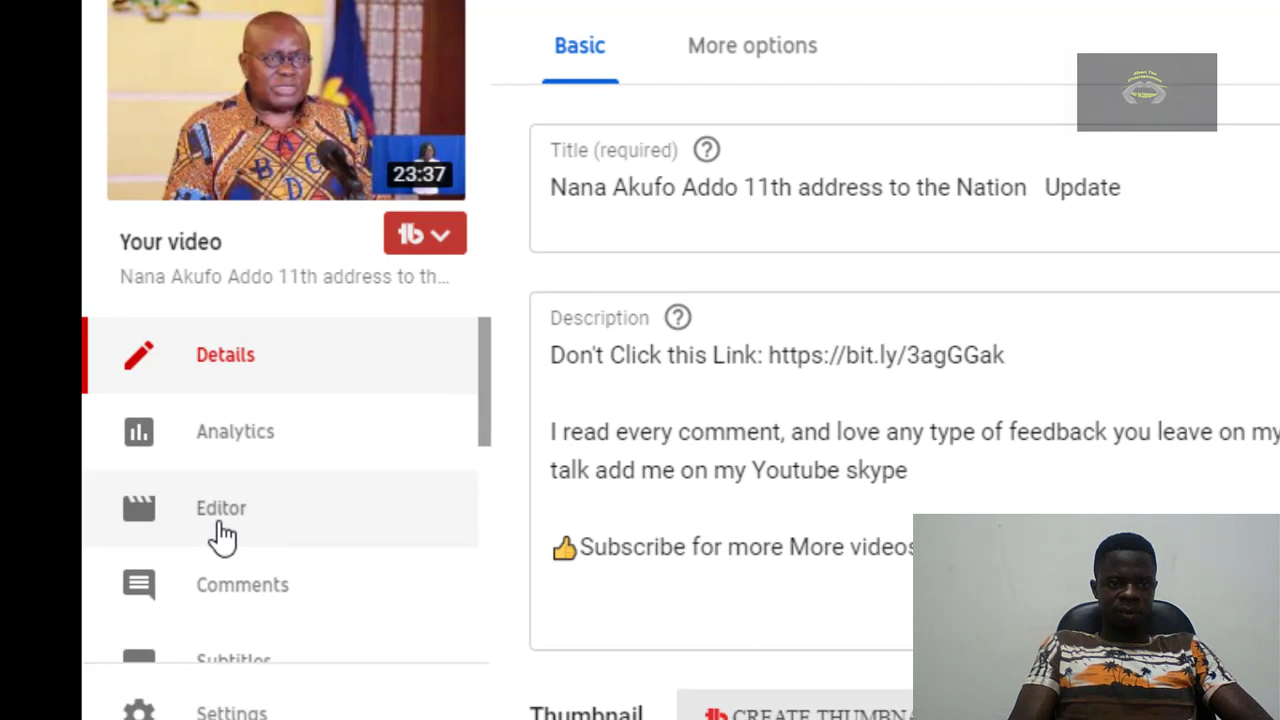 Basic
More options
Title (required)
Nana Akufo Addo 11th address to the Nation Update
23:37
Your video
Nana Akufo Addo 11th address to th...
Description
Don't Click this Link: https://bit.ly/3agGGak
I read every comment, and love any type of feedback you leave on my
talk add me on my Youtube skype
👍Subscribe for more More videos
Details
Analytics
Editor
Comments
Subtitles
Settings
Thumbnail
CREATE THUMBNA